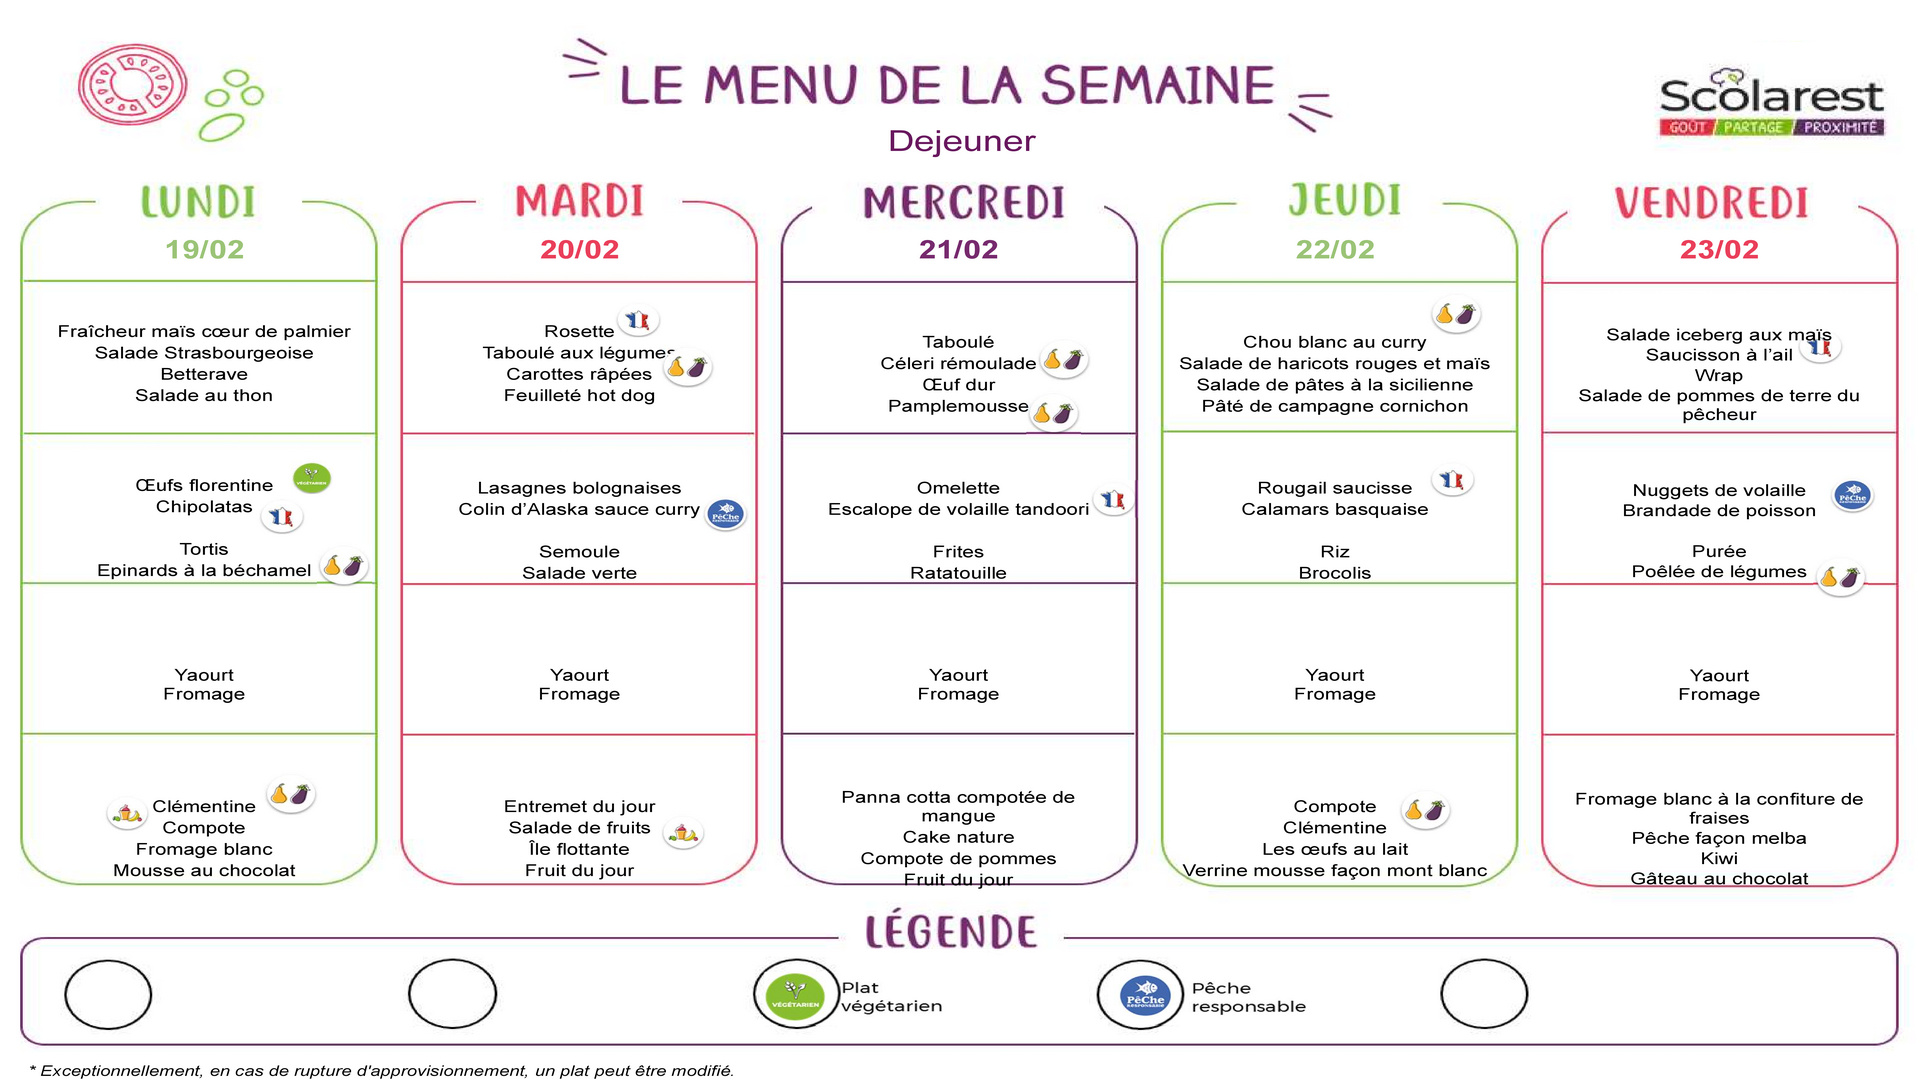 LE MENU DE LA SEMAINE
Dejeuner
Scolarest
GOÛT / PARTAGE / PROXIMITÉ
LUNDI
19/02
Fraîcheur maïs cœur de palmier
Salade Strasbourgeoise
Betterave
Salade au thon
Œufs florentine
VÉGÉTARIEN
Chipolatas
Tortis
Epinards à la béchamel
Yaourt
Fromage
Clémentine
Compote
Fromage blanc
Mousse au chocolat
MARDI
20/02
Rosette
Taboulé aux légumes
Carottes râpées
Feuilleté hot dog
Lasagnes bolognaises
Colin d’Alaska sauce curry
PêChe
RESPONSABLE
Semoule
Salade verte
Yaourt
Fromage
Entremet du jour
Salade de fruits
Île flottante
Fruit du jour
MERCREDI
21/02
Taboulé
Céleri rémoulade
Œuf dur
Pamplemousse
Omelette
Escalope de volaille tandoori
Frites
Ratatouille
Yaourt
Fromage
Panna cotta compotée de
mangue
Cake nature
Compote de pommes
Fruit du jour
JEUDI
22/02
Chou blanc au curry
Salade de haricots rouges et maïs
Salade de pâtes à la sicilienne
Pâté de campagne cornichon
Rougail saucisse
Calamars basquaise
Riz
Brocolis
Yaourt
Fromage
Compote
Clémentine
Les œufs au lait
Verrine mousse façon mont blanc
VENDREDI
23/02
Salade iceberg aux maïs
Saucisson à l’ail
Wrap
Salade de pommes de terre du
pêcheur
Nuggets de volaille
Brandade de poisson
PêChe
RESPONSABLE
Purée
Poêlée de légumes
Yaourt
Fromage
Fromage blanc à la confiture de
fraises
Pêche façon melba
Kiwi
Gâteau au chocolat
LÉGENDE
VÉGÉTARIEN
Plat
végétarien
PêChe
RESPONSABLE
Pêche
responsable
* Exceptionnellement, en cas de rupture d'approvisionnement, un plat peut être modifié.